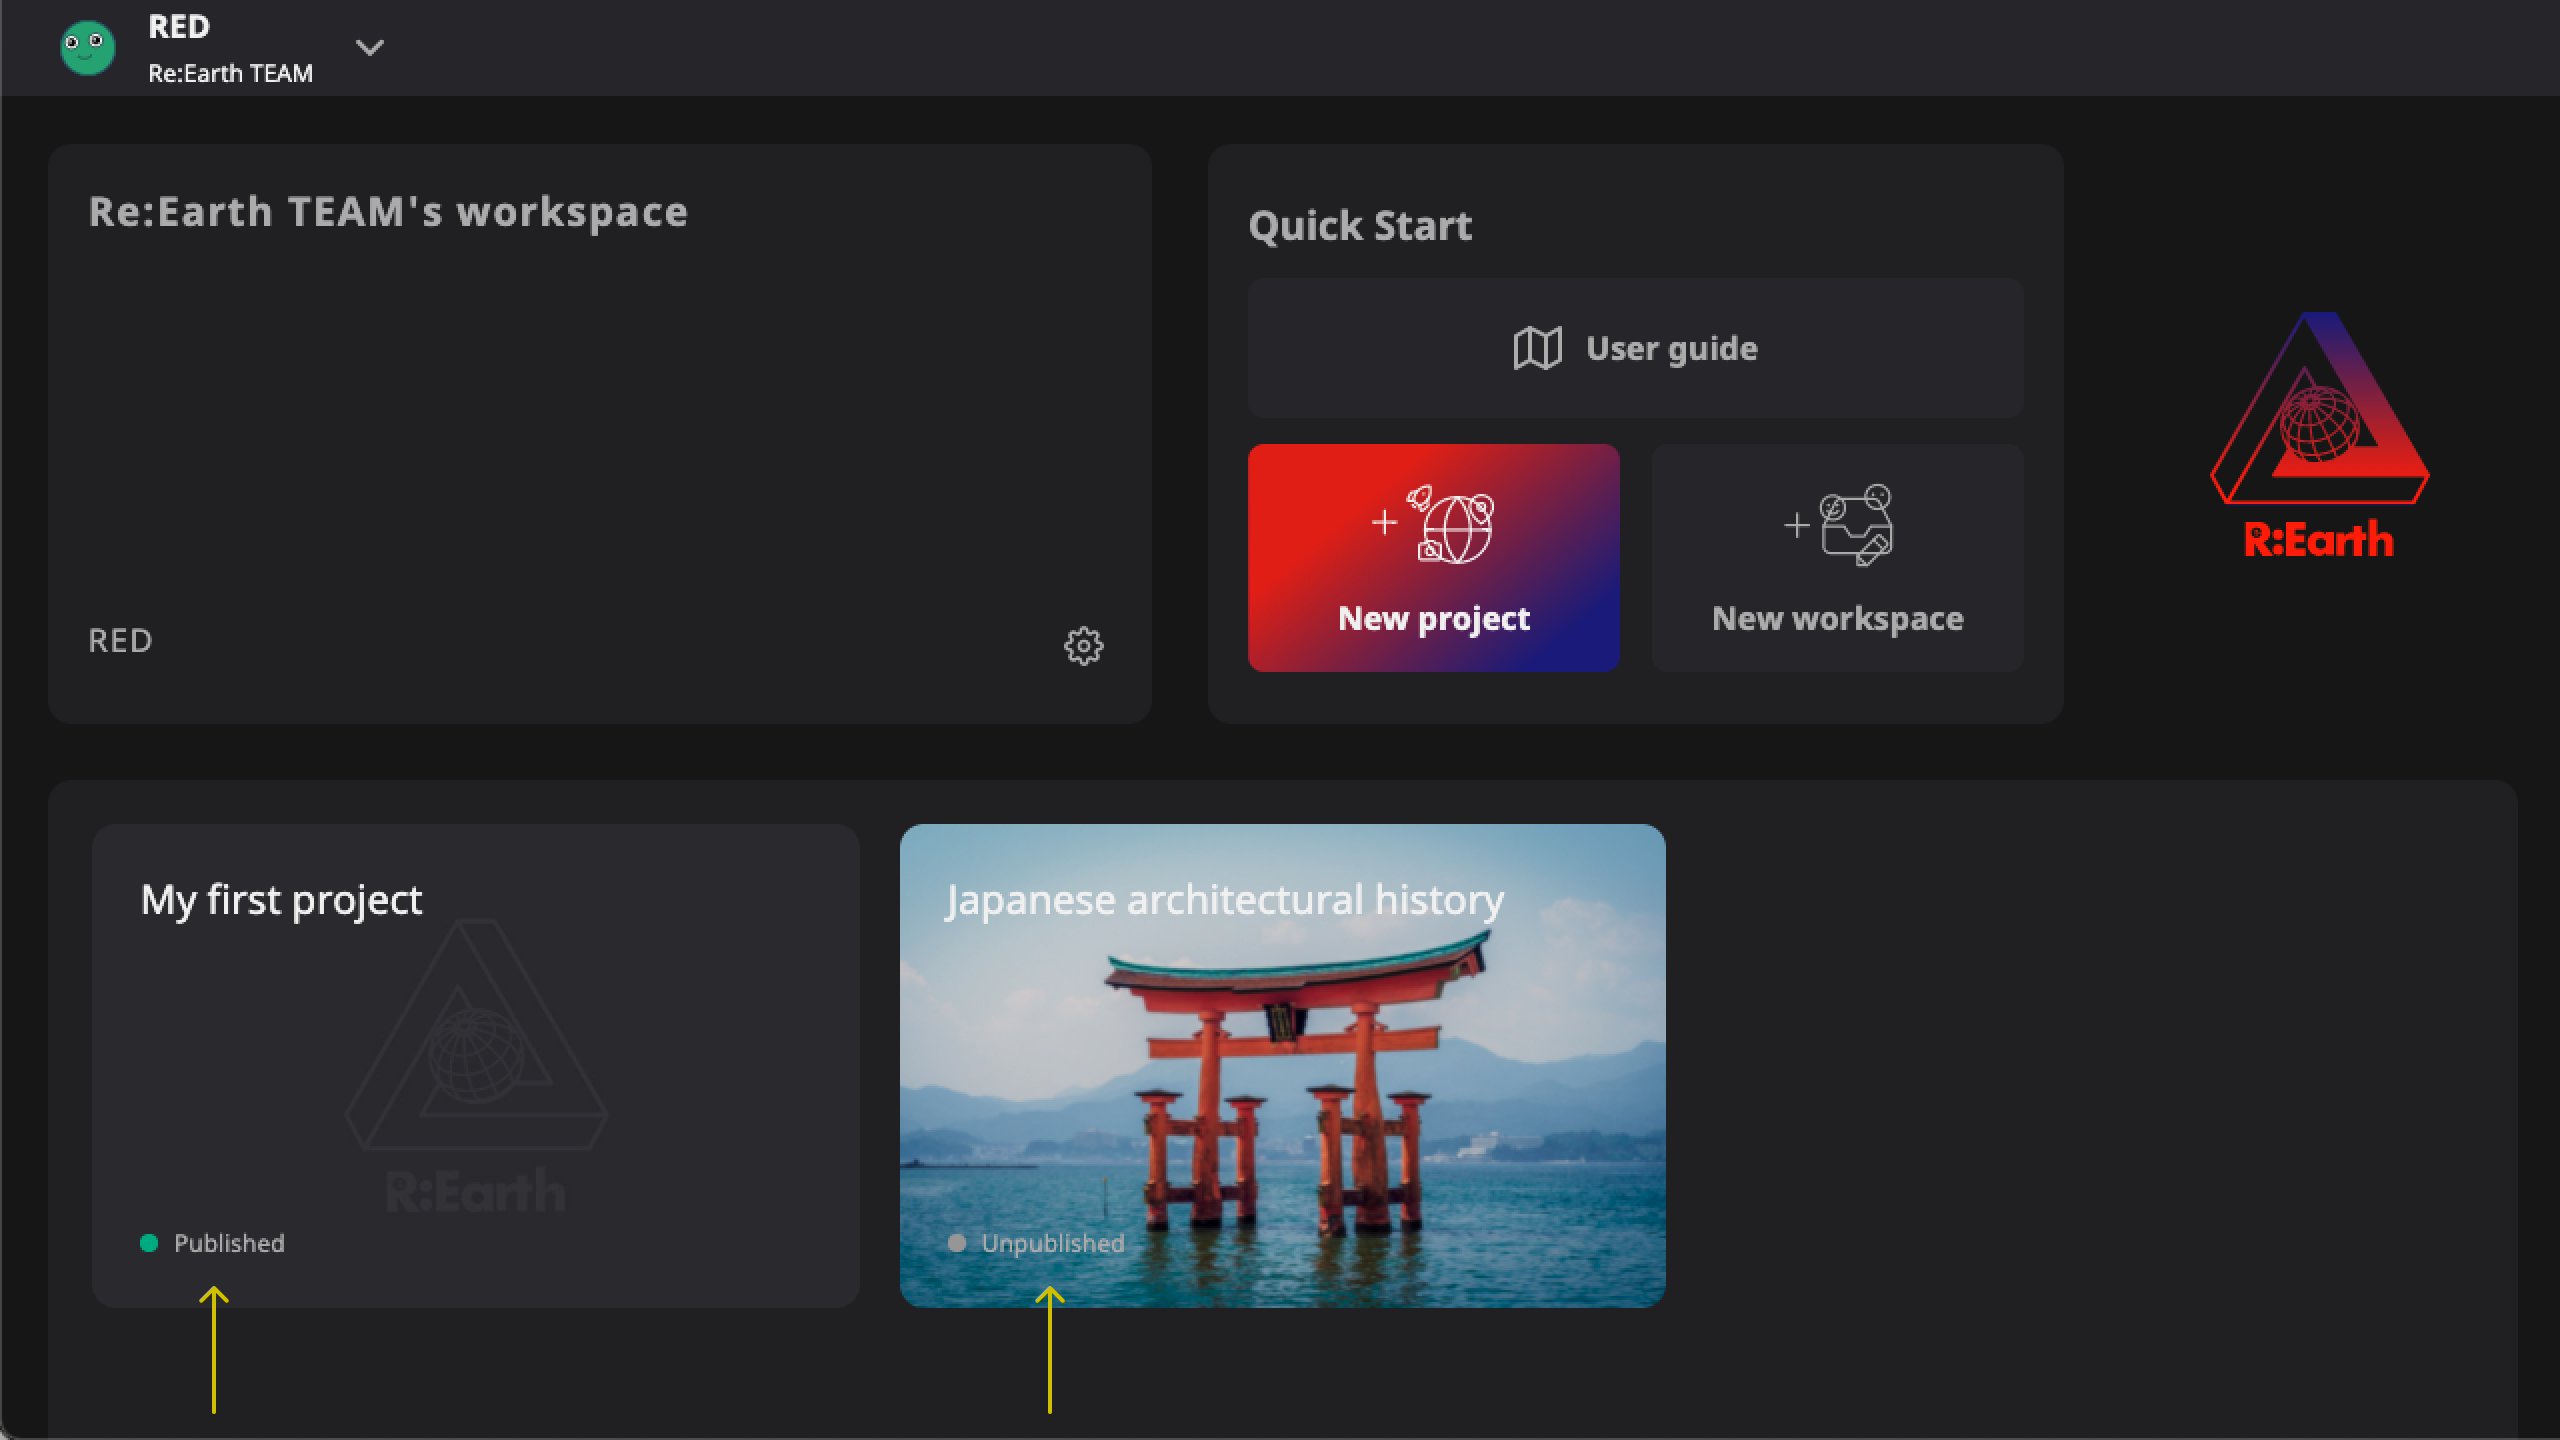 RED
Re:Earth TEAM
Re:Earth TEAM's workspace
RED
Quick Start
User guide
New project
New workspace
R:Earth
My first project
R:Earth
Published
Japanese architectural history
Unpublished